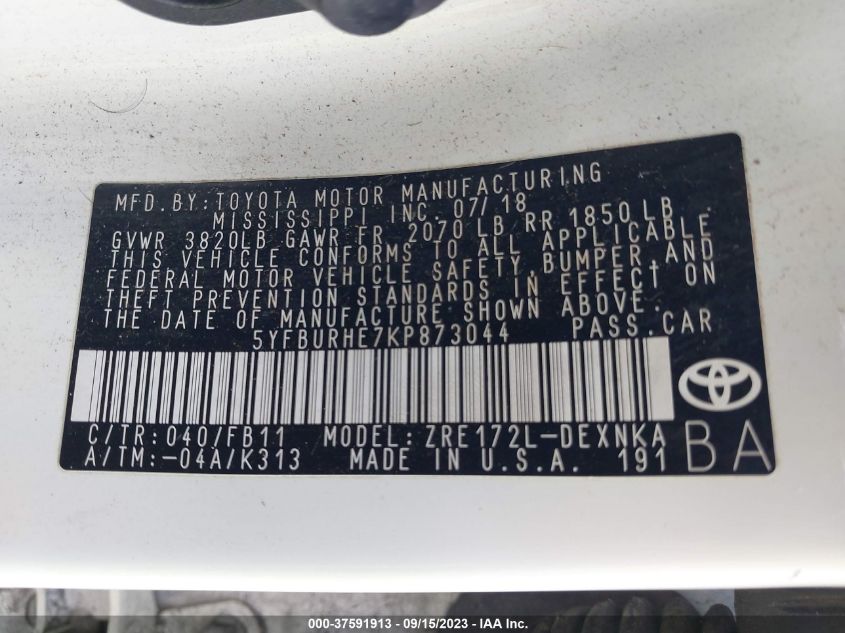 MFD.BY:TOYOTA MOTOR MANUFACTURING
MISSISSIPPI INC. 07/18
GVWR 3820LB GAWR FR 2070 LB RR 1850 LB
THIS VEHICLE CONFORMS TO ALL APPLICABLE
FEDERAL MOTOR VEHICLE SAFETY,BUMPER,AND
THEFT PREVENTION STANDARDS IN EFFECT ON
THE DATE OF MANUFACTURE SHOWN ABOVE.
5YFBURHE7KP873044 PASS.CAR
C/TR:040/FB11 MODEL:ZRE172L-DEXNKA
A/TM:-04A/K313 MADE IN U.S.A. 191
BA
000-37591913 - 09/15/2023 - IAA Inc.